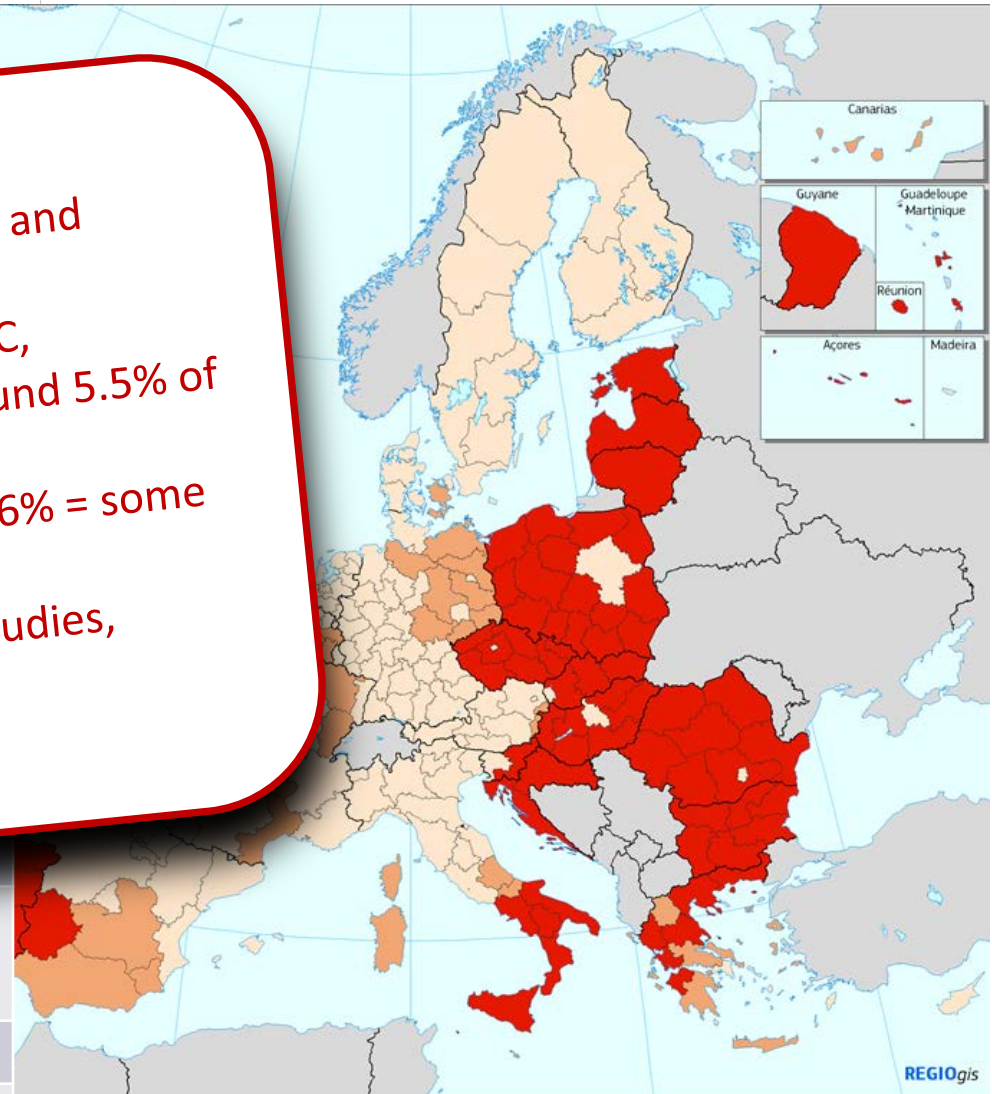 and
C,
und 5.5% of
6% = some
udies,
Canarias
Guyane
Guadeloupe
Martinique
Réunion
Açores
Madeira
REGIOgis